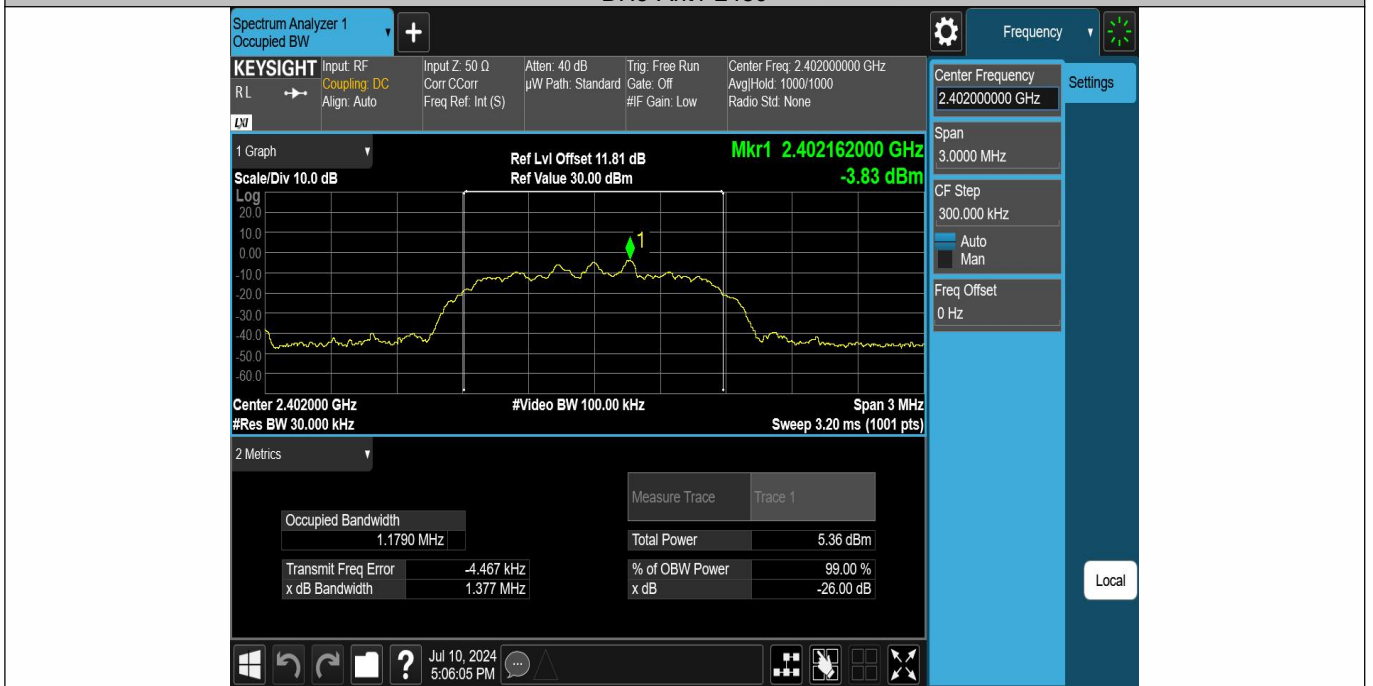 Spectrum Analyzer 1
Occupied BW
+
Frequency
KEYSIGHT
R L
LXI
Input: RF
Coupling: DC
Align: Auto
Input Z: 50 Ω
Corr CCorr
Freq Ref: Int (S)
Atten: 40 dB
µW Path: Standard
Trig: Free Run
Gate: Off
#IF Gain: Low
Center Freq: 2.402000000 GHz
Avg|Hold: 1000/1000
Radio Std: None
Center Frequency
2.402000000 GHz
Settings
Span
3.0000 MHz
CF Step
300.000 kHz
Auto
Man
Freq Offset
0 Hz
Local
1 Graph
Scale/Div 10.0 dB
Ref Lvl Offset 11.81 dB
Ref Value 30.00 dBm
Mkr1 2.402162000 GHz
-3.83 dBm
Log
20.0
10.0
0.00
-10.0
-20.0
-30.0
-40.0
-50.0
-60.0
1
Center 2.402000 GHz
#Video BW 100.00 kHz
Span 3 MHz
#Res BW 30.000 kHz
Sweep 3.20 ms (1001 pts)
2 Metrics
Measure Trace Trace 1
Occupied Bandwidth
1.1790 MHz
Total Power 5.36 dBm
Transmit Freq Error -4.467 kHz
% of OBW Power 99.00 %
x dB Bandwidth 1.377 MHz
x dB -26.00 dB
?
Jul 10, 2024
5:06:05 PM